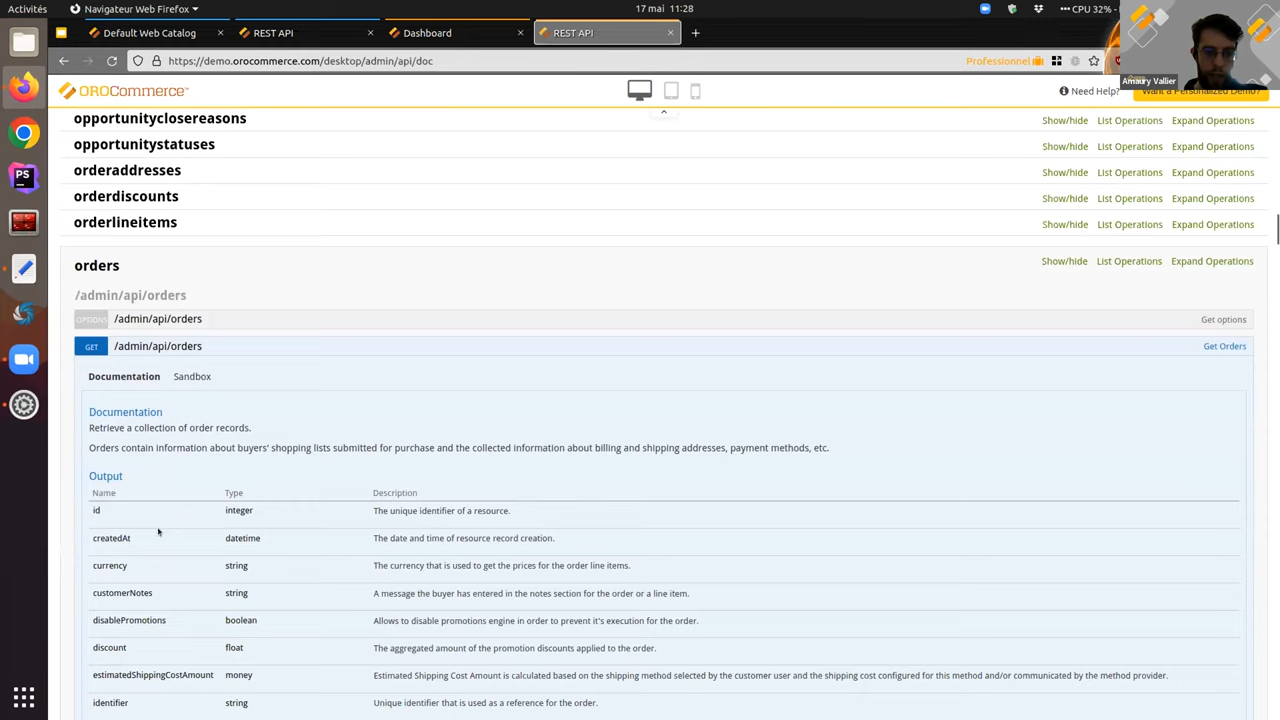 Activités
Navigateur Web Firefox
17 mai 11:28
CPU 32%
Default Web Catalog
REST API
Dashboard
REST API
https://demo.orocommerce.com/desktop/admin/api/doc
Professionnel
Amaury Vallier
OROCommerce
Need Help?
Want a Personalized Demo?
opportunityclosereasons Show/hide List Operations Expand Operations
opportunitystatuses Show/hide List Operations Expand Operations
orderaddresses Show/hide List Operations Expand Operations
orderdiscounts Show/hide List Operations Expand Operations
orderlineitems Show/hide List Operations Expand Operations
orders Show/hide List Operations Expand Operations
/admin/api/orders
OPTIONS /admin/api/orders Get options
GET /admin/api/orders Get Orders
Documentation Sandbox
Documentation
Retrieve a collection of order records.
Orders contain information about buyers' shopping lists submitted for purchase and the collected information about billing and shipping addresses, payment methods, etc.
Output
Name Type Description
id integer The unique identifier of a resource.
createdAt datetime The date and time of resource record creation.
currency string The currency that is used to get the prices for the order line items.
customerNotes string A message the buyer has entered in the notes section for the order or a line item.
disablePromotions boolean Allows to disable promotions engine in order to prevent it's execution for the order.
discount float The aggregated amount of the promotion discounts applied to the order.
estimatedShippingCostAmount money Estimated Shipping Cost Amount is calculated based on the shipping method selected by the customer user and the shipping cost configured for this method and/or communicated by the method provider.
identifier string Unique identifier that is used as a reference for the order.
PS